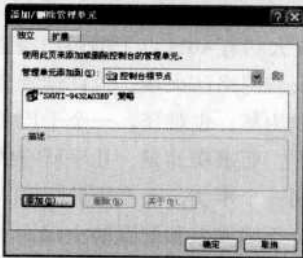 添加/删除管理单元
独立 扩展
使用此页来添加或删除控制台的管理单元。
管理单元添加到(S): 控制台根节点
策略
描述
添加(D)... 删除(R) 关于(B)...
确定 取消